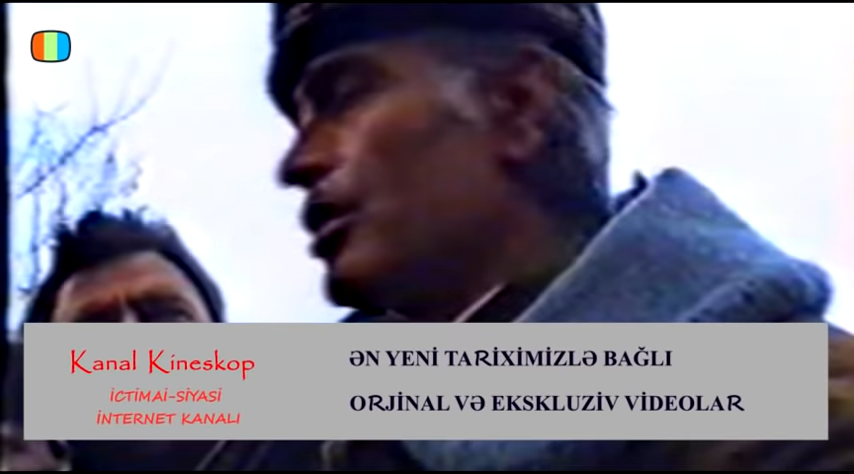 Kanal Kineskop
İCTİMAİ-SİYASİ
İNTERNET KANALI
ƏN YENİ TARİXİMİZLƏ BAĞLI
ORJİNAL VƏ EKSKLUZİV VİDEOLAR